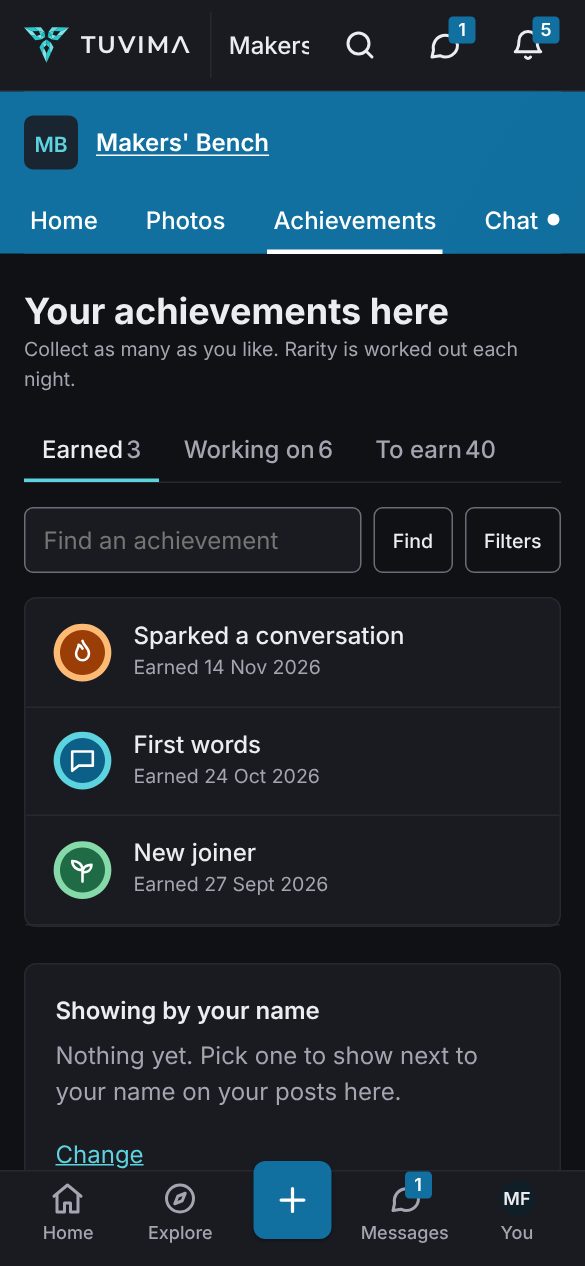 TUVIMA
Makers
1
5
MB
Makers' Bench
Home
Photos
Achievements
Chat
Your achievements here
Collect as many as you like. Rarity is worked out each
night.
Earned 3
Working on 6
To earn 40
Find an achievement
Find
Filters
Sparked a conversation
Earned 14 Nov 2026
First words
Earned 24 Oct 2026
New joiner
Earned 27 Sept 2026
Showing by your name
Nothing yet. Pick one to show next to
your name on your posts here.
Change
Home
Explore
1
Messages
MF
You